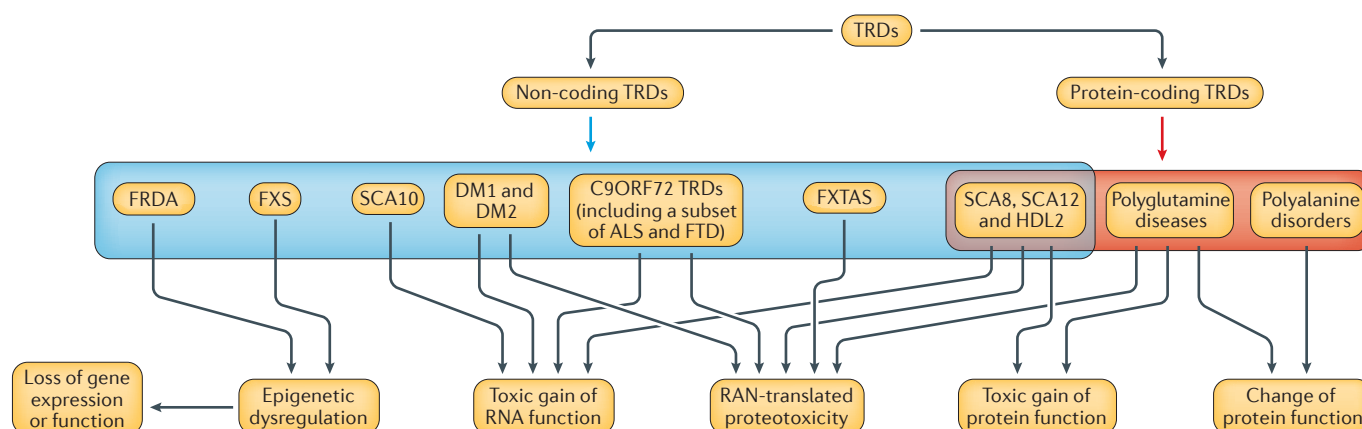 TRDs
Non-coding TRDs
Protein-coding TRDs
FRDA
FXS
SCA10
DM1 and
DM2
C9ORF72 TRDs
(including a subset
of ALS and FTD)
FXTAS
SCA8, SCA12
and HDL2
Polyglutamine
diseases
Polyalanine
disorders
Loss of gene
expression
or function
Epigenetic
dysregulation
Toxic gain of
RNA function
RAN-translated
proteotoxicity
Toxic gain of
protein function
Change of
protein function